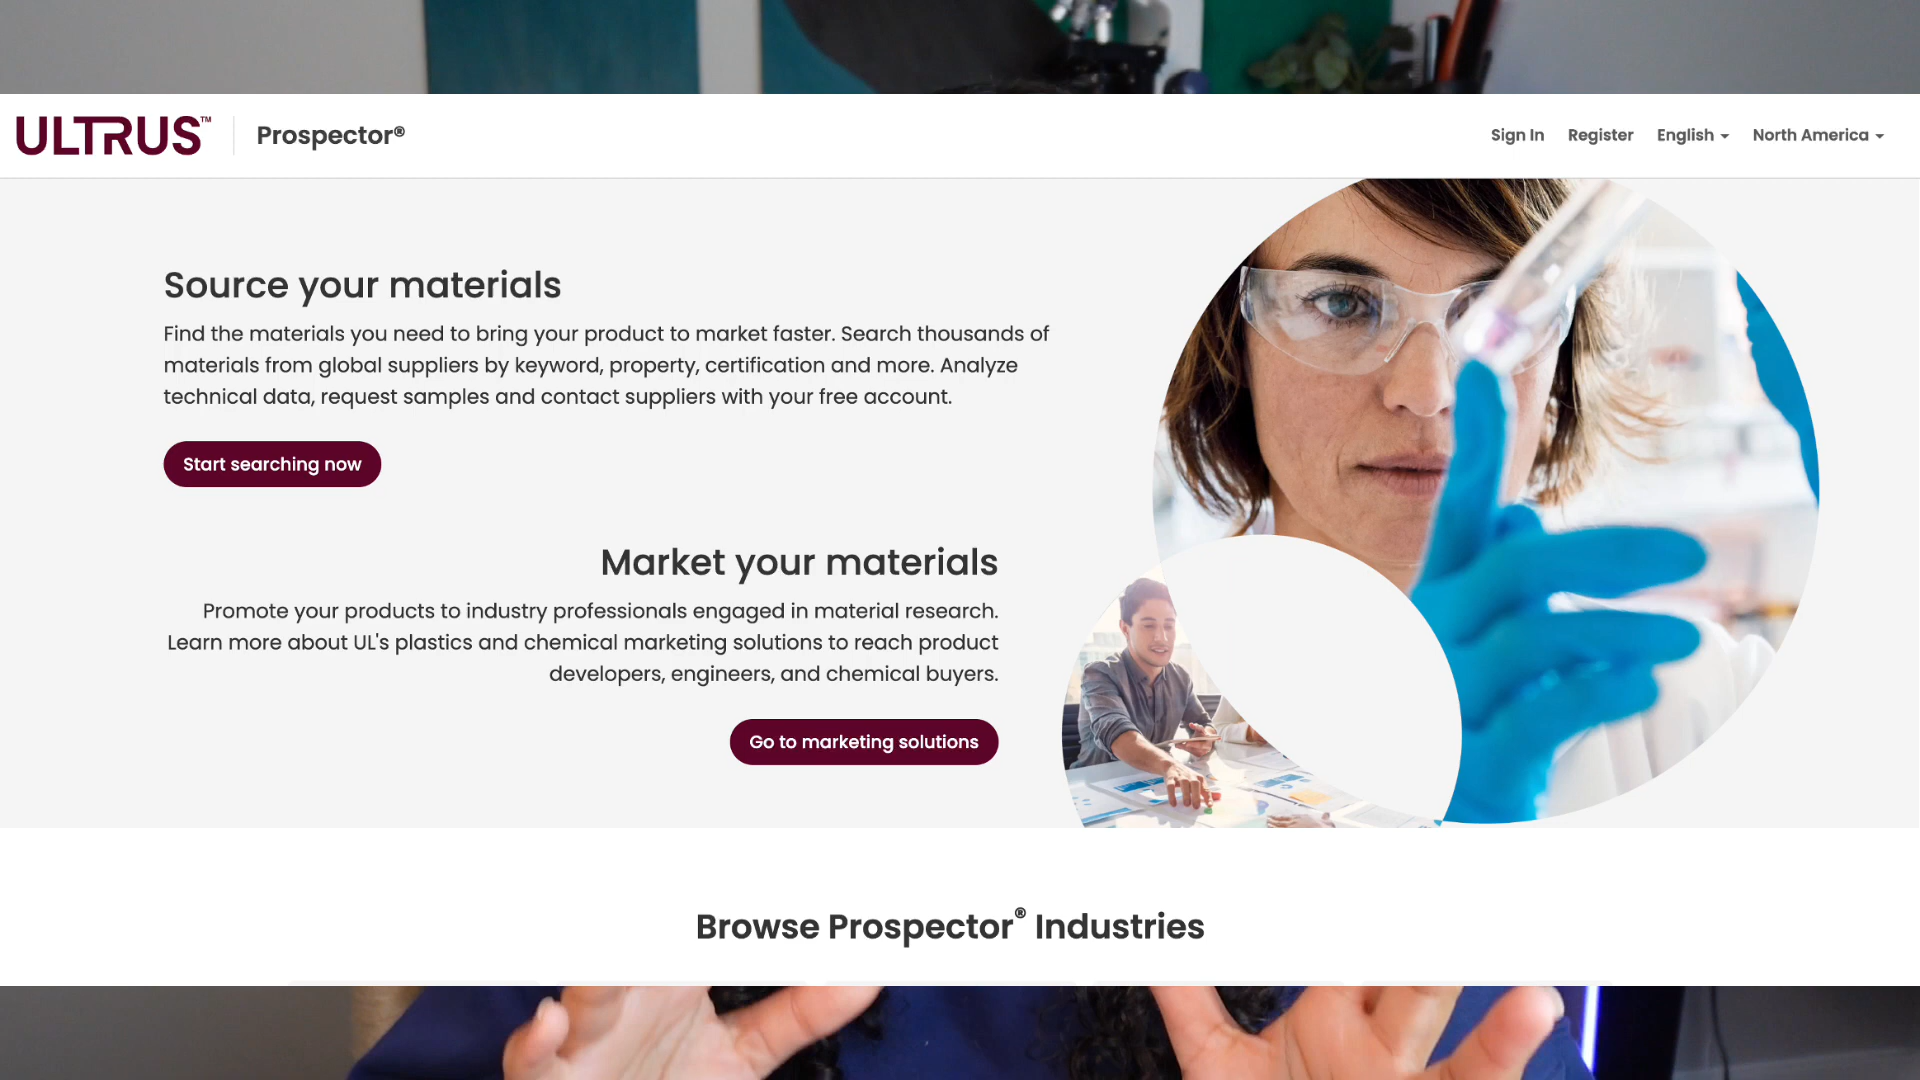 ULTRUS™
Prospector®
Sign In
Register
English
North America
Source your materials
Find the materials you need to bring your product to market faster. Search thousands of
materials from global suppliers by keyword, property, certification and more. Analyze
technical data, request samples and contact suppliers with your free account.
Start searching now
Market your materials
Promote your products to industry professionals engaged in material research.
Learn more about UL's plastics and chemical marketing solutions to reach product
developers, engineers, and chemical buyers.
Go to marketing solutions
Browse Prospector® Industries